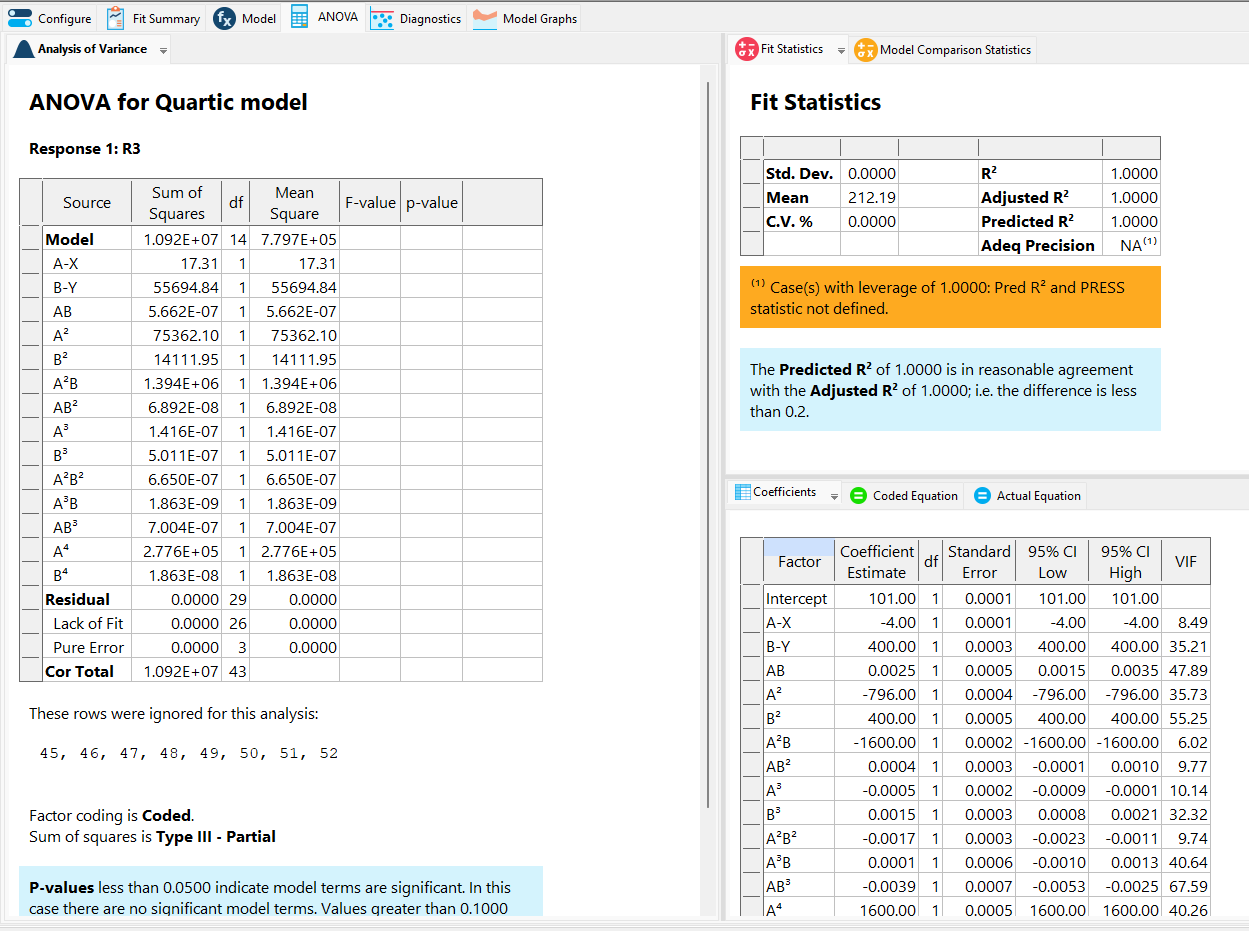 Configure Fit Summary Model ANOVA Diagnostics Model Graphs
Analysis of Variance
ANOVA for Quartic model
Response 1: R3
Source Sum of Squares df Mean Square F-value p-value
Model 1.092E+07 14 7.797E+05
A-X 17.31 1 17.31
B-Y 55694.84 1 55694.84
AB 5.662E-07 1 5.662E-07
A² 75362.10 1 75362.10
B² 14111.95 1 14111.95
A²B 1.394E+06 1 1.394E+06
AB² 6.892E-08 1 6.892E-08
A³ 1.416E-07 1 1.416E-07
B³ 5.011E-07 1 5.011E-07
A²B² 6.650E-07 1 6.650E-07
A³B 1.863E-09 1 1.863E-09
AB³ 7.004E-07 1 7.004E-07
A⁴ 2.776E+05 1 2.776E+05
B⁴ 1.863E-08 1 1.863E-08
Residual 0.0000 29 0.0000
Lack of Fit 0.0000 26 0.0000
Pure Error 0.0000 3 0.0000
Cor Total 1.092E+07 43
These rows were ignored for this analysis:
45, 46, 47, 48, 49, 50, 51, 52
Factor coding is Coded.
Sum of squares is Type III - Partial
P-values less than 0.0500 indicate model terms are significant. In this
case there are no significant model terms. Values greater than 0.1000
Fit Statistics Model Comparison Statistics
Fit Statistics
Std. Dev. 0.0000 R² 1.0000
Mean 212.19 Adjusted R² 1.0000
C.V. % 0.0000 Predicted R² 1.0000
Adeq Precision NA⁽¹⁾
⁽¹⁾ Case(s) with leverage of 1.0000: Pred R² and PRESS
statistic not defined.
The Predicted R² of 1.0000 is in reasonable agreement
with the Adjusted R² of 1.0000; i.e. the difference is less
than 0.2.
Coefficients Coded Equation Actual Equation
Factor Coefficient Estimate df Standard Error 95% CI Low 95% CI High VIF
Intercept 101.00 1 0.0001 101.00 101.00
A-X -4.00 1 0.0001 -4.00 -4.00 8.49
B-Y 400.00 1 0.0003 400.00 400.00 35.21
AB 0.0025 1 0.0005 0.0015 0.0035 47.89
A² -796.00 1 0.0004 -796.00 -796.00 35.73
B² 400.00 1 0.0005 400.00 400.00 55.25
A²B -1600.00 1 0.0002 -1600.00 -1600.00 6.02
AB² 0.0004 1 0.0003 -0.0001 0.0010 9.77
A³ -0.0005 1 0.0002 -0.0009 -0.0001 10.14
B³ 0.0015 1 0.0003 0.0008 0.0021 32.32
A²B² -0.0017 1 0.0003 -0.0023 -0.0011 9.74
A³B 0.0001 1 0.0006 -0.0010 0.0013 40.64
AB³ -0.0039 1 0.0007 -0.0053 -0.0025 67.59
A⁴ 1600.00 1 0.0005 1600.00 1600.00 40.26